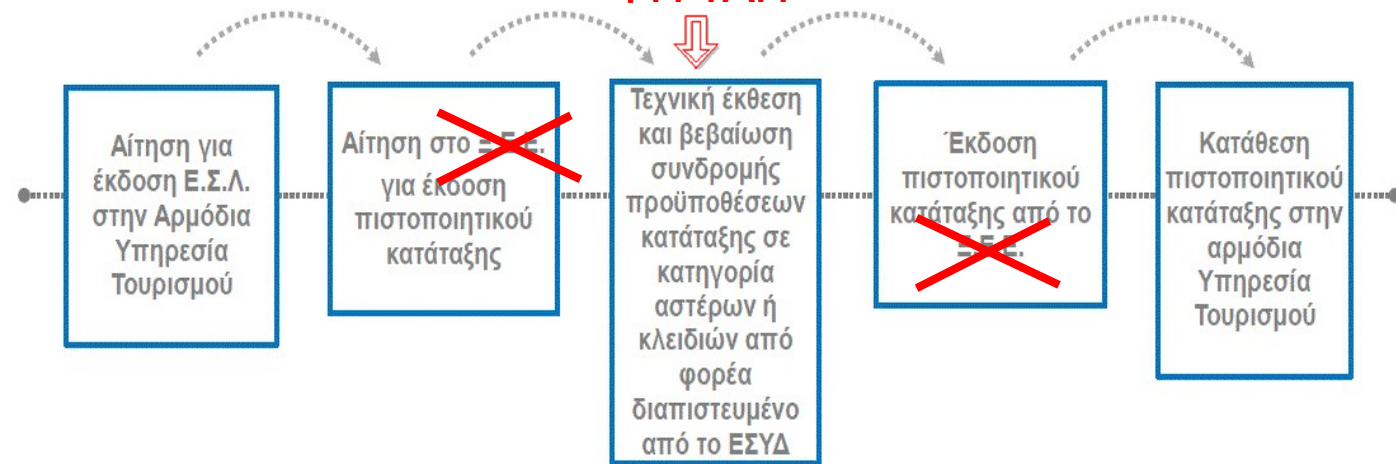 Αίτηση για
έκδοση Ε.Σ.Λ.
στην Αρμόδια
Υπηρεσία
Τουρισμού
Αίτηση στο Ξ.Ε.Ε.
για έκδοση
πιστοποιητικού
κατάταξης
Τεχνική έκθεση
και βεβαίωση
συνδρομής
προϋποθέσεων
κατάταξης σε
κατηγορία
αστέρων ή
κλειδιών από
φορέα
διαπιστευμένο
από το ΕΣΥΔ
Έκδοση
πιστοποιητικού
κατάταξης από το
Ξ.Ε.Ε.
Κατάθεση
πιστοποιητικού
κατάταξης στην
αρμόδια
Υπηρεσία
Τουρισμού